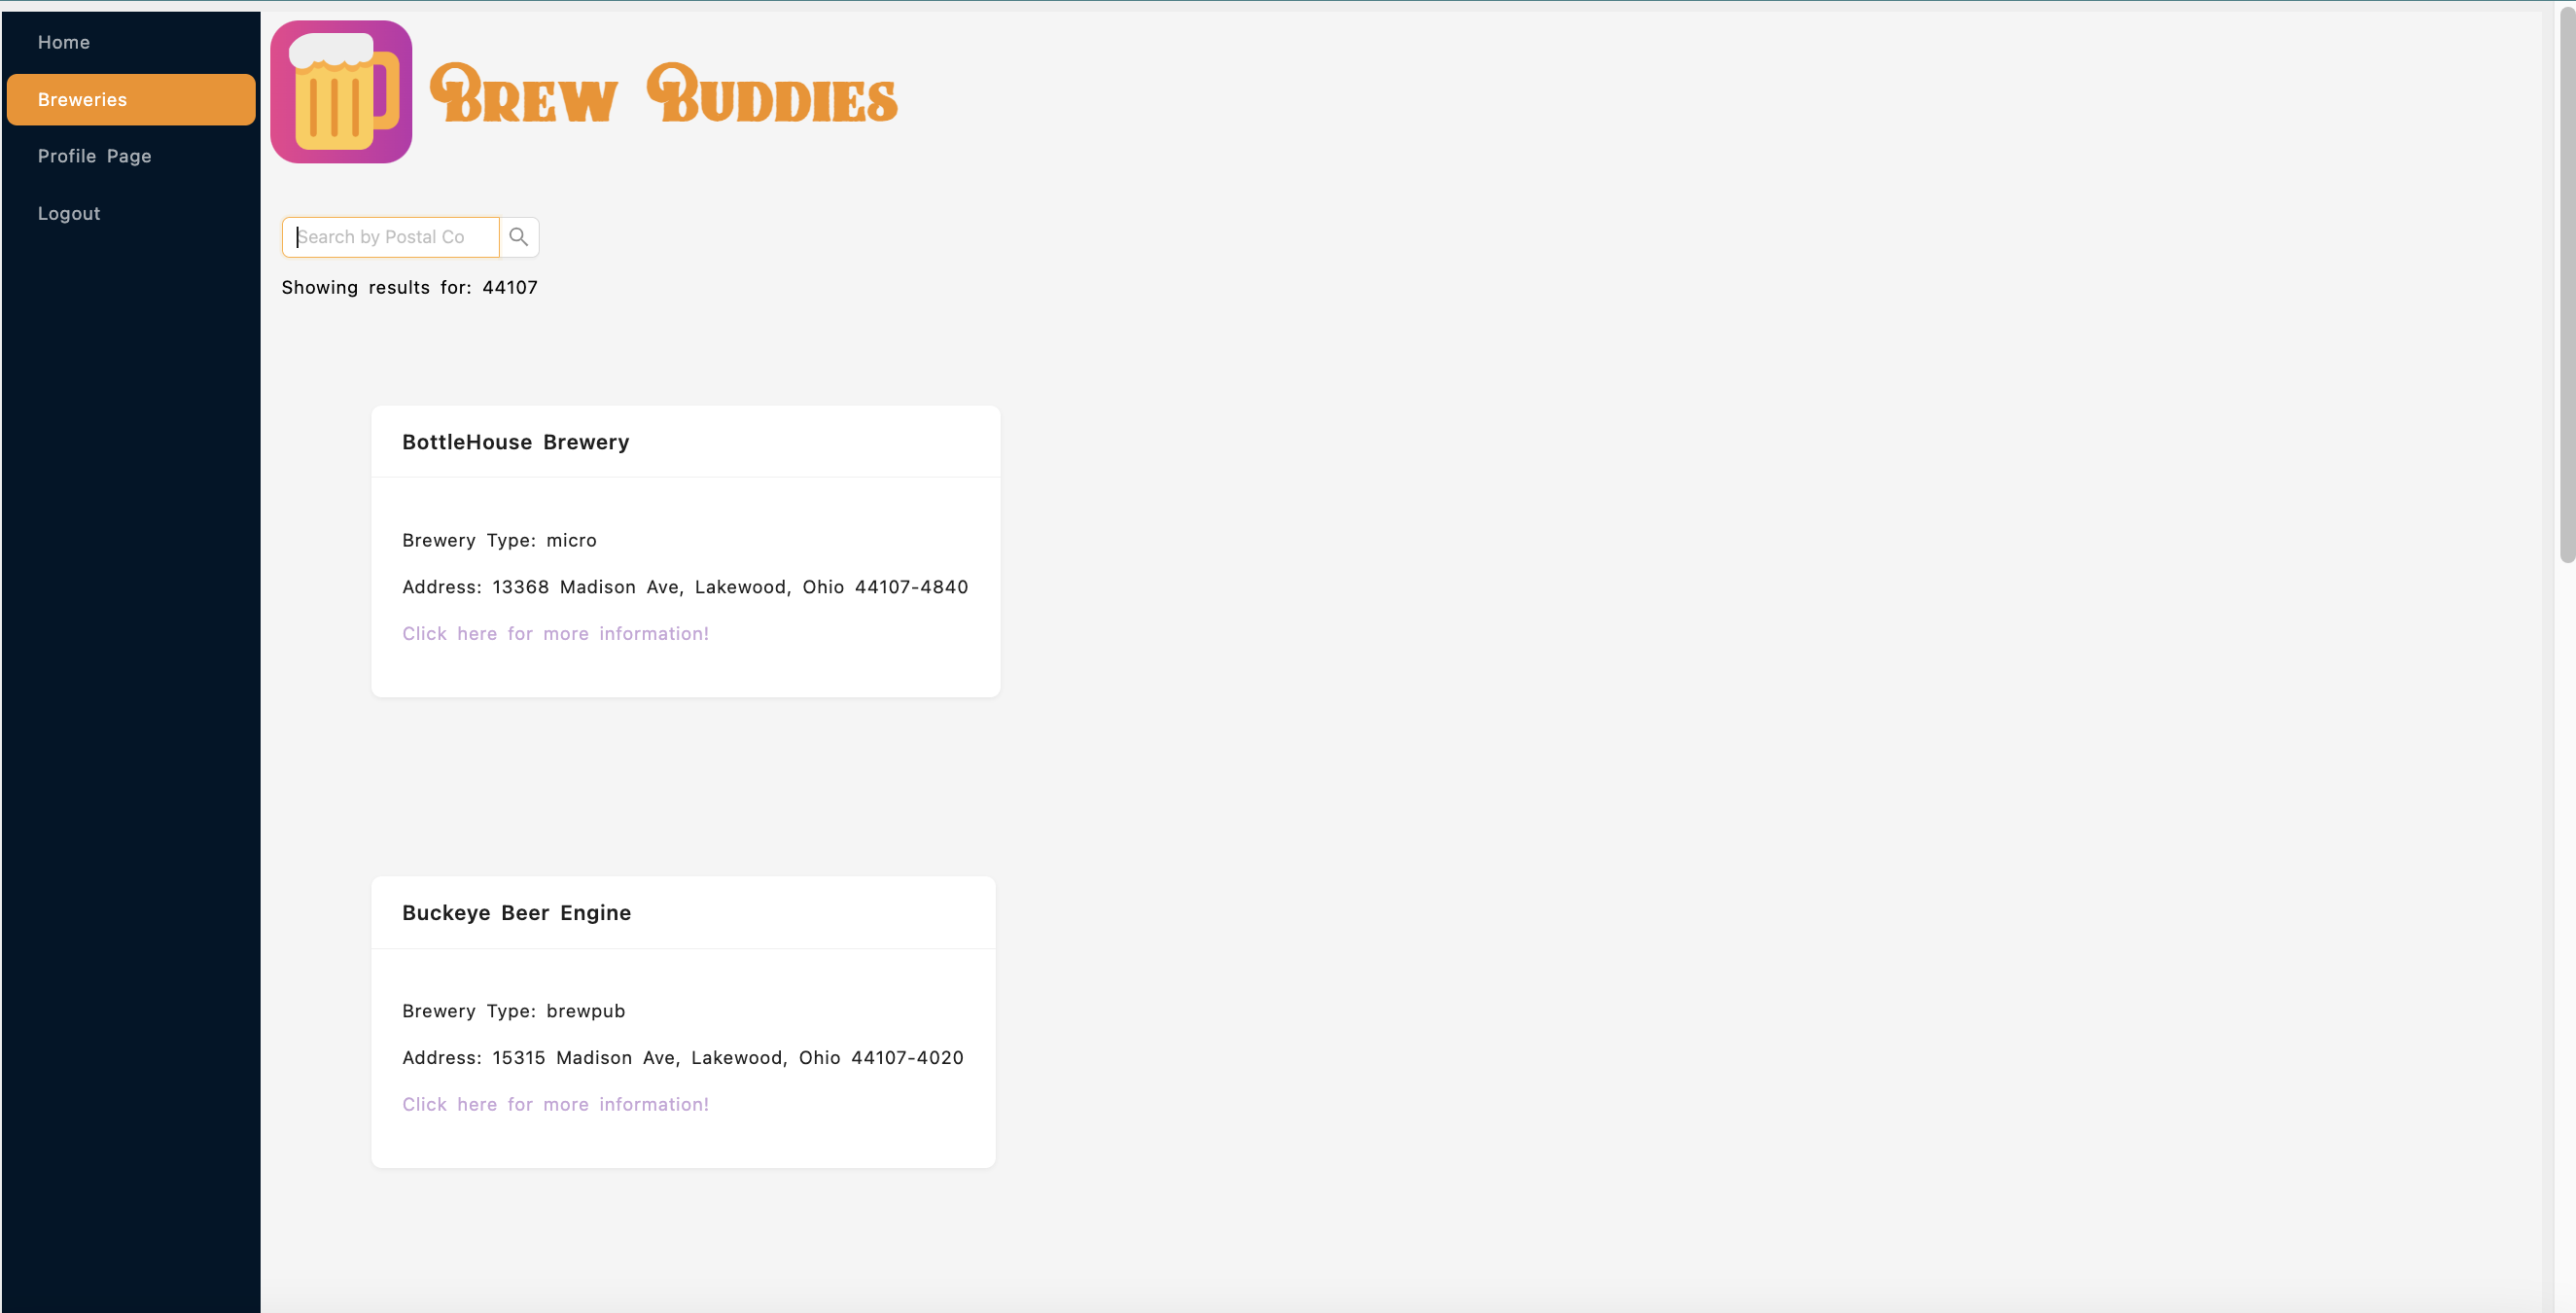 Home
Breweries
Profile Page
Logout
Brew Buddies
Search by Postal Co
Showing results for: 44107
BottleHouse Brewery
Brewery Type: micro
Address: 13368 Madison Ave, Lakewood, Ohio 44107-4840
Click here for more information!
Buckeye Beer Engine
Brewery Type: brewpub
Address: 15315 Madison Ave, Lakewood, Ohio 44107-4020
Click here for more information!